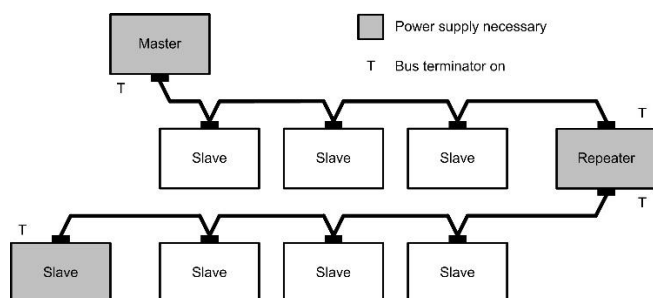 Power supply necessary
Master
T
T Bus terminator on
T
Slave
Slave
Slave
Repeater
T
T
Slave
Slave
Slave
Slave